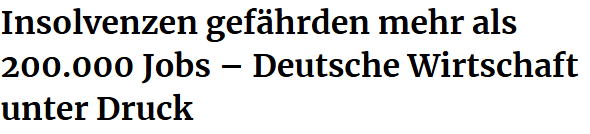 Insolvenzen gefährden mehr als
200.000 Jobs – Deutsche Wirtschaft
unter Druck